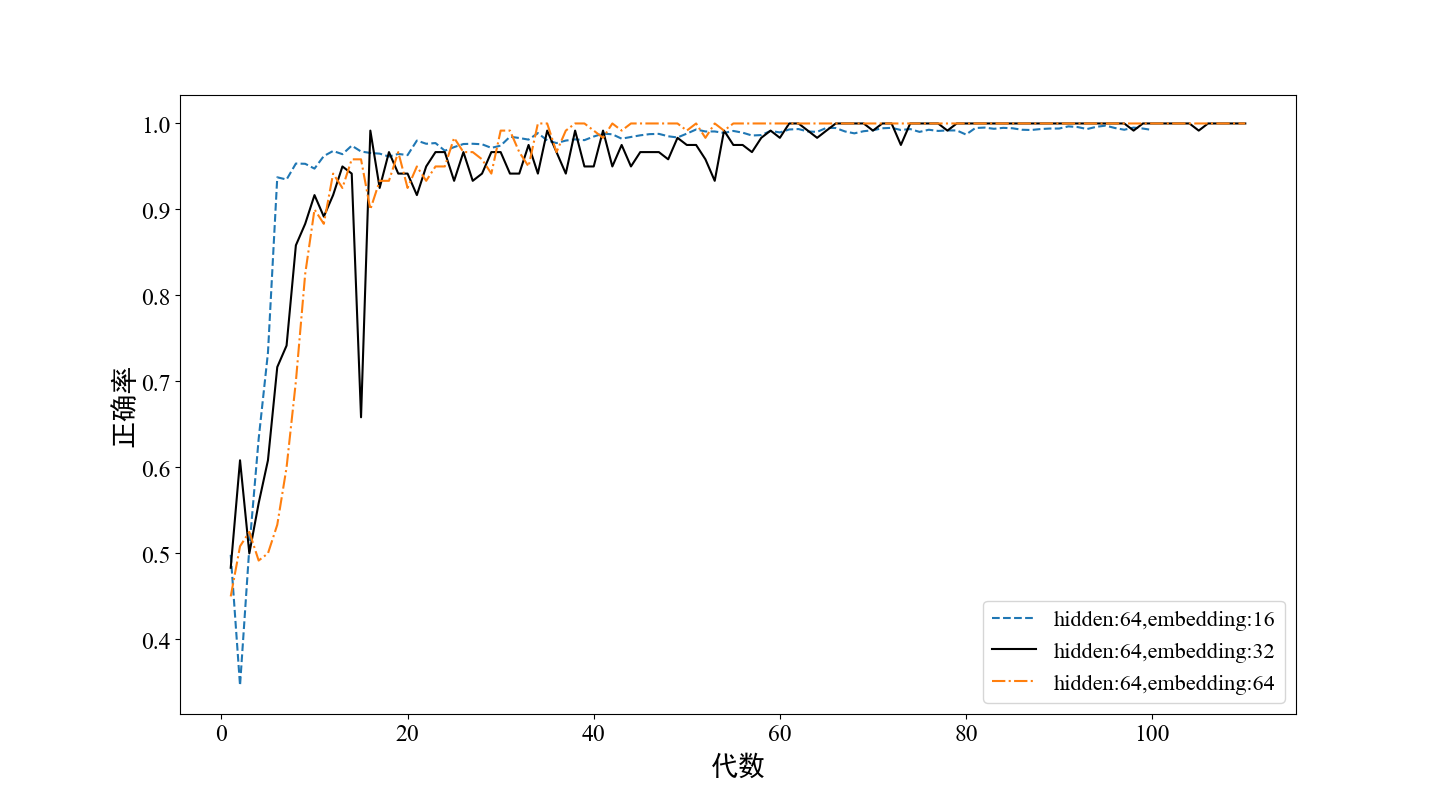 1.0
0.9
0.8
0.7
0.6
0.5
0.4
正确率
0
20
40
60
80
100
代数
hidden:64,embedding:16
hidden:64,embedding:32
hidden:64,embedding:64